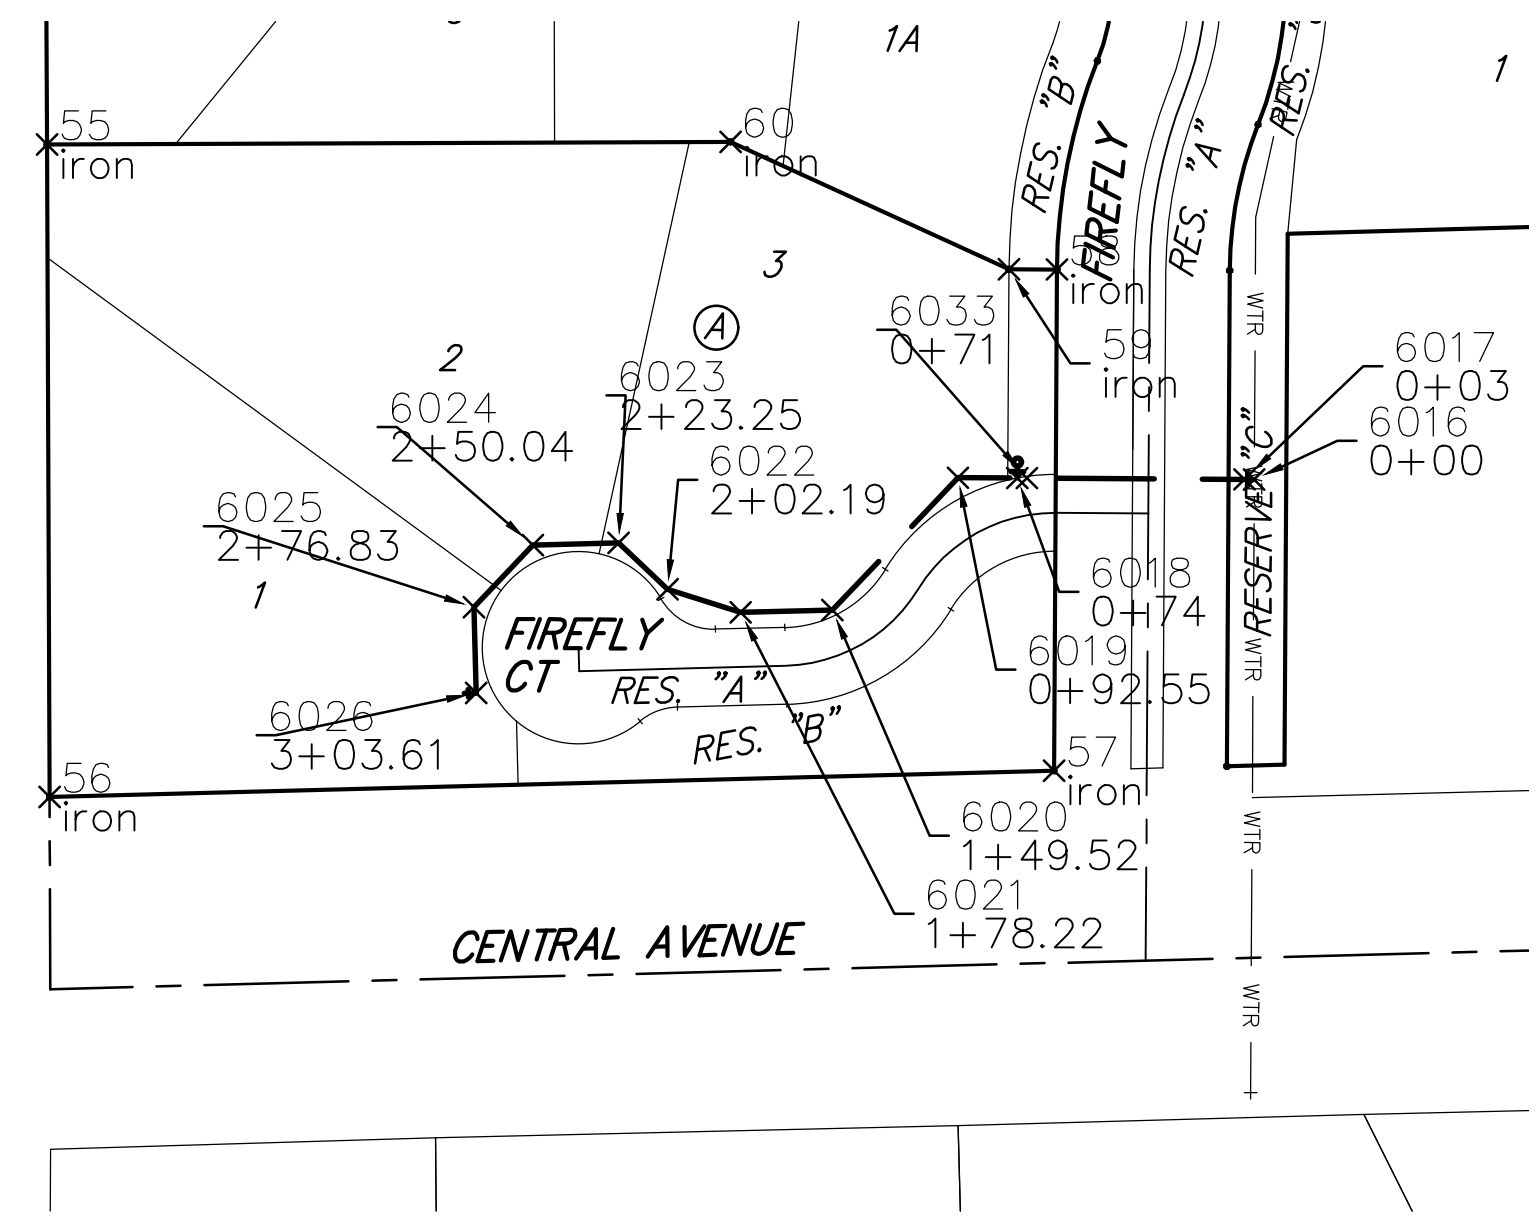 1A
1
RES. "B"
RES.
55
iron
60
iron
FIREFLY
RES. "A"
3
58
iron
A
6033
0+71
WTR
59
iron
6017
0+03
2
6023
2+23.25
6024
2+50.04
6016
0+00
6022
2+02.19
RESERVE "C"
WTR
6025
2+76.83
1
6018
0+74
FIREFLY
CT
6019
0+92.55
WTR
RES. "A"
RES. "B"
6026
3+03.61
56
iron
57
iron
6020
1+49.52
WTR
6021
1+78.22
CENTRAL AVENUE
WTR